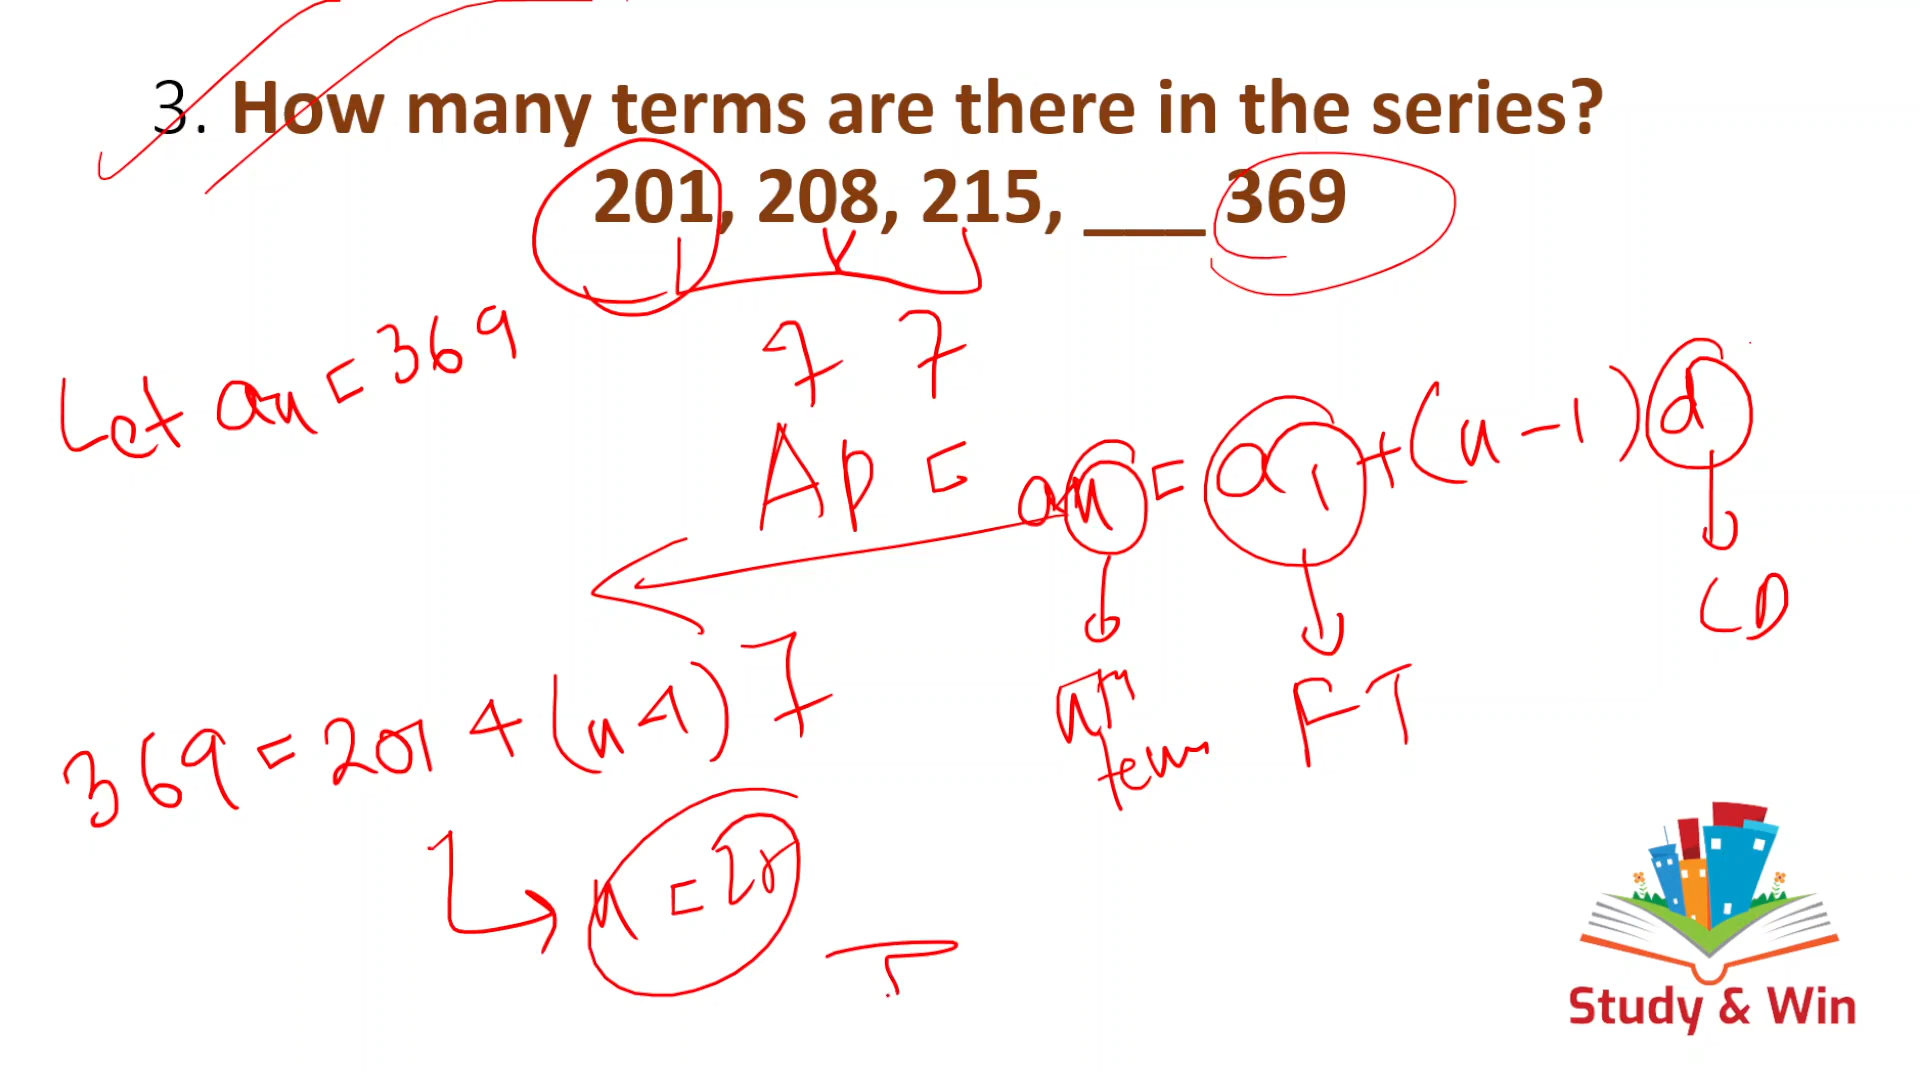 3. How many terms are there in the series?
201, 208, 215, ___ 369
Let an = 369
7 7
AP = an = a1 + (n - 1) d
CD
nth term
FT
369 = 201 + (n - 1) 7
n =
Study & Win